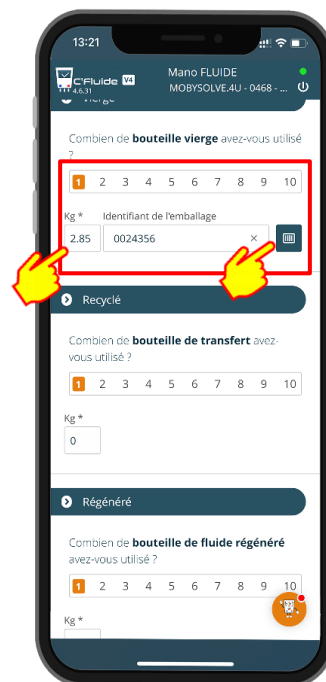 13:21
C'Fluide V4
4.6.31
Mano FLUIDE
MOBYSOLVE.4U - 0468 - ...
Vierge
Combien de bouteille vierge avez-vous utilisé
?
1 2 3 4 5 6 7 8 9 10
Kg * Identifiant de l'emballage
2.85 0024356 ×
Recyclé
Combien de bouteille de transfert avez-
vous utilisé ?
1 2 3 4 5 6 7 8 9 10
Kg *
0
Régénéré
Combien de bouteille de fluide régénéré
avez-vous utilisé ?
1 2 3 4 5 6 7 8 9 10
Kg *